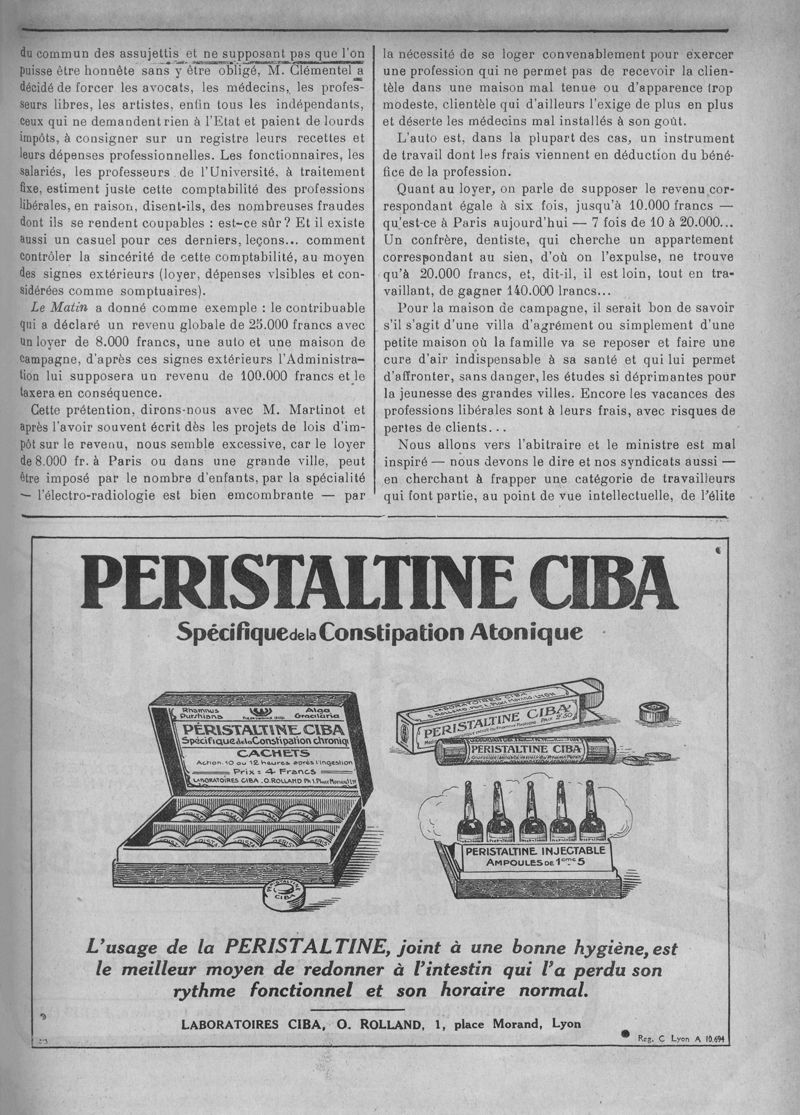 du commun des assujettis et ne supposant pas que l'on
puisse être honnête sans y être obligé, M. Clémentel a
décidé de forcer les avocats, les médecins, les profes-
seurs libres, les artistes, enfin tous les indépendants,
ceux qui ne demandent rien à l'Etat et paient de lourds
impôts, à consigner sur un registre leurs recettes et
leurs dépenses professionnelles. Les fonctionnaires, les
salariés, les professeurs de l'Université, à traitement
fixe, estiment juste cette comptabilité des professions
libérales, en raison, disent-ils, des nombreuses fraudes
dont ils se rendent coupables : est-ce sûr ? Et il existe
aussi un casuel pour ces derniers, leçons... comment
contrôler la sincérité de cette comptabilité, au moyen
des signes extérieurs (loyer, dépenses vlsibles et con-
sidérées comme somptuaires).
Le Matin a donné comme exemple : le contribuable
qui a déclaré un revenu globale de 25.000 francs avec
un loyer de 8.000 francs, une auto et une maison de
campagne, d'après ces signes extérieurs l'Administra-
tion lui supposera un revenu de 100.000 francs et le
taxera en conséquence.
Cette prétention, dirons-nous avec M. Martinot et
après l'avoir souvent écrit dès les projets de lois d'im-
pôt sur le revenu, nous semble excessive, car le loyer
de 8.000 fr. à Paris ou dans une grande ville, peut
être imposé par le nombre d'enfants, par la spécialité
— l'électro-radiologie est bien emcombrante — par
la nécessité de se loger convenablement pour exercer
une profession qui ne permet pas de recevoir la clien-
tèle dans une maison mal tenue ou d'apparence trop
modeste, clientèle qui d'ailleurs l'exige de plus en plus
et déserte les médecins mal installés à son goût.
L'auto est, dans la plupart des cas, un instrument
de travail dont les frais viennent en déduction du béné-
fice de la profession.
Quant au loyer, on parle de supposer le revenu cor-
respondant égale à six fois, jusqu'à 10.000 francs —
qu'est-ce à Paris aujourd'hui — 7 fois de 10 à 20.000...
Un confrère, dentiste, qui cherche un appartement
correspondant au sien, d'où on l'expulse, ne trouve
qu'à 20.000 francs, et, dit-il, il est loin, tout en tra-
vaillant, de gagner 140.000 francs...
Pour la maison de campagne, il serait bon de savoir
s'il s'agit d'une villa d'agrément ou simplement d'une
petite maison où la famille va se reposer et faire une
cure d'air indispensable à sa santé et qui lui permet
d'affronter, sans danger, les études si déprimantes pour
la jeunesse des grandes villes. Encore les vacances des
professions libérales sont à leurs frais, avec risques de
pertes de clients...
Nous allons vers l'abitraire et le ministre est mal
inspiré — nous devons le dire et nos syndicats aussi —
en cherchant à frapper une catégorie de travailleurs
qui font partie, au point de vue intellectuelle, de l'élite
PERISTALTINE CIBA
Spécifique de la Constipation Atonique
Rhamnus Purshiana
Alga Gracilaria
PÉRISTALTINE CIBA
Spécifique de la Constipation chroniq
CACHETS
Action 10 ou 12 heures après l'ingestion
Prix : 4 Francs
LABORATOIRES CIBA - O. ROLLAND
PERISTALTINE CIBA
LABORATOIRES CIBA
PERISTALTINE CIBA
PRIX 2.50
PERISTALTINE CIBA
PERISTALTINE INJECTABLE
AMPOULES DE 1cmc 5
L'usage de la PERISTALTINE, joint à une bonne hygiène, est
le meilleur moyen de redonner à l'intestin qui l'a perdu son
rythme fonctionnel et son horaire normal.
LABORATOIRES CIBA, O. ROLLAND, 1, place Morand, Lyon
Reg. C Lyon A 10.694